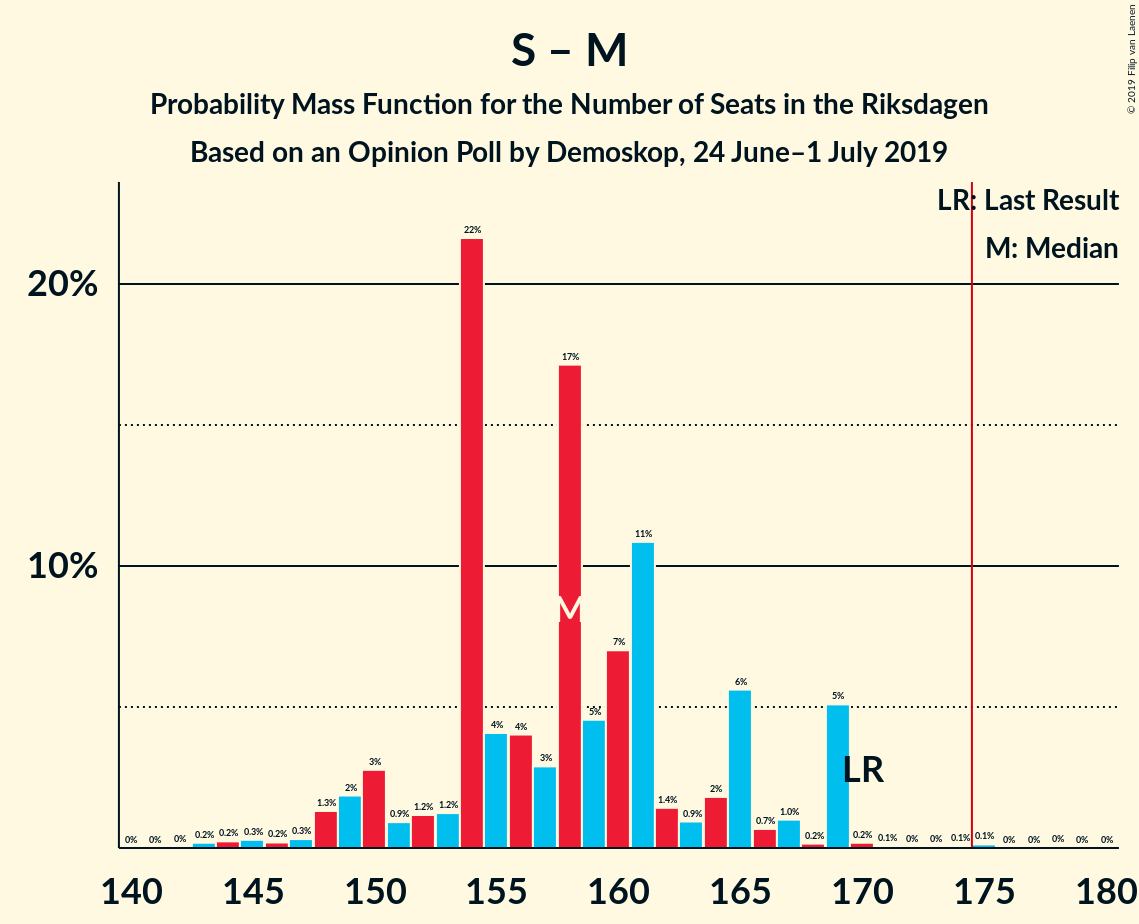 S – M
Probability Mass Function for the Number of Seats in the Riksdagen
Based on an Opinion Poll by Demoskop, 24 June–1 July 2019
© 2019 Filip van Laenen
LR: Last Result
M: Median
20%
10%
0% 0% 0% 0.2% 0.2% 0.3% 0.2% 0.3% 1.3% 2% 3% 0.9% 1.2% 1.2% 22% 4% 4% 3% 17% 5% 7% 11% 1.4% 0.9% 2% 6% 0.7% 1.0% 0.2% 5% 0.2% 0.1% 0% 0% 0.1% 0.1% 0% 0% 0% 0% 0%
M
LR
140 145 150 155 160 165 170 175 180